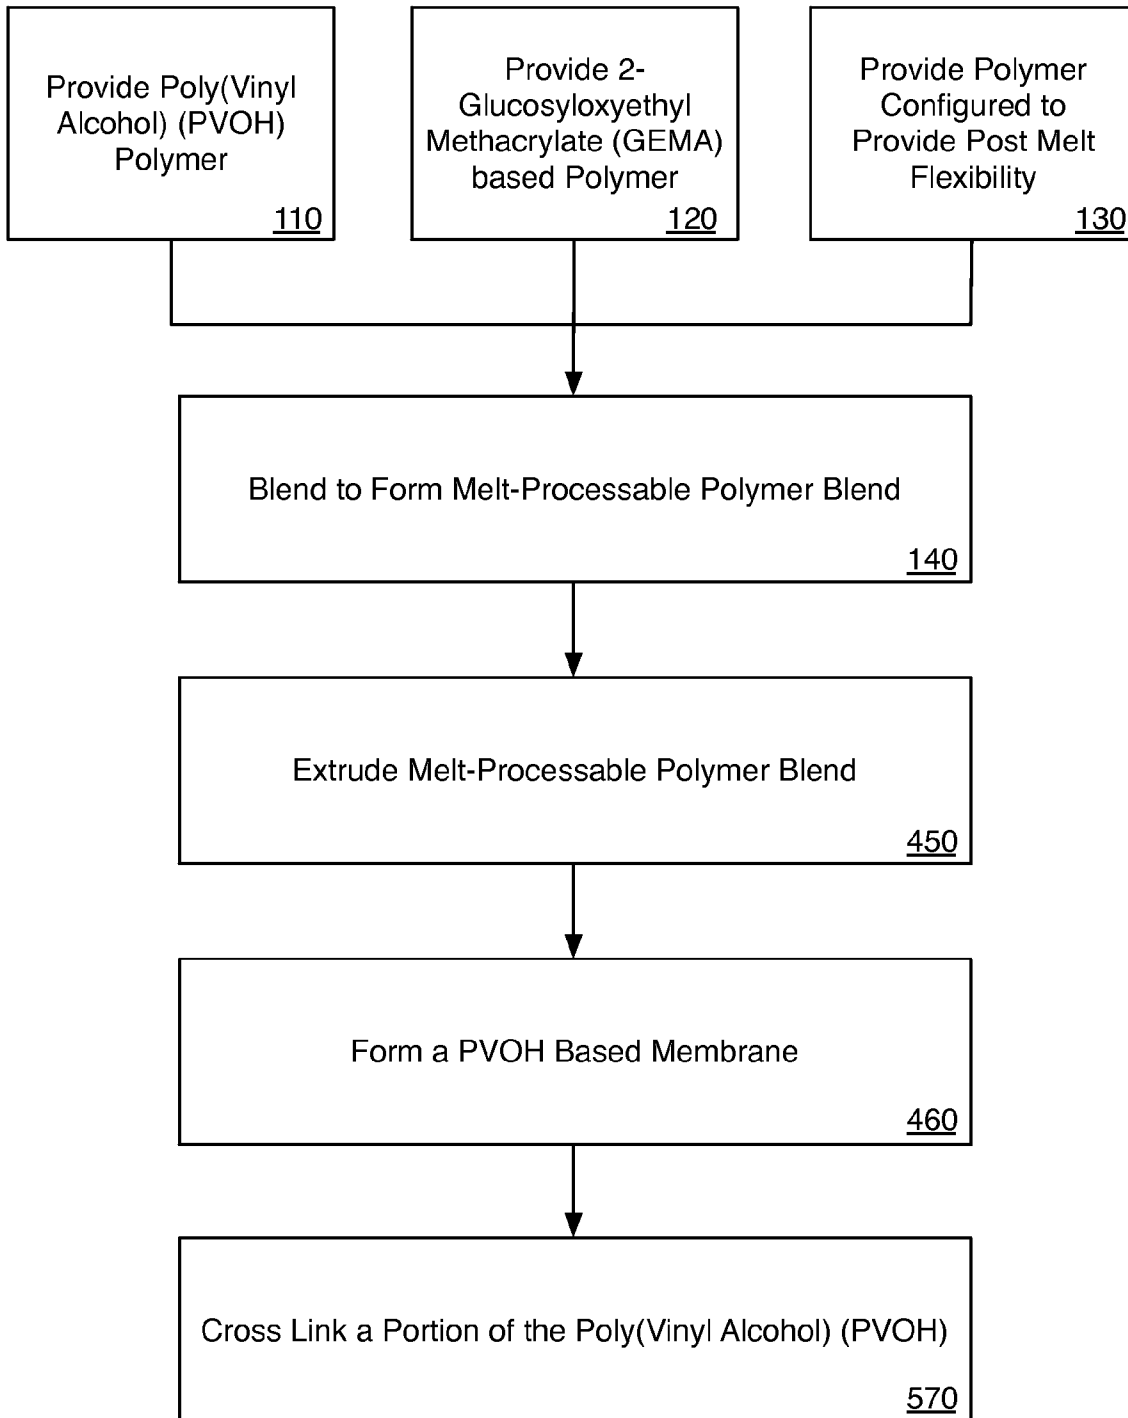 Provide Poly(Vinyl
Alcohol) (PVOH)
Polymer
110
Provide 2-
Glucosyloxyethyl
Methacrylate (GEMA)
based Polymer
120
Provide Polymer
Configured to
Provide Post Melt
Flexibility
130
Blend to Form Melt-Processable Polymer Blend
140
Extrude Melt-Processable Polymer Blend
450
Form a PVOH Based Membrane
460
Cross Link a Portion of the Poly(Vinyl Alcohol) (PVOH)
570